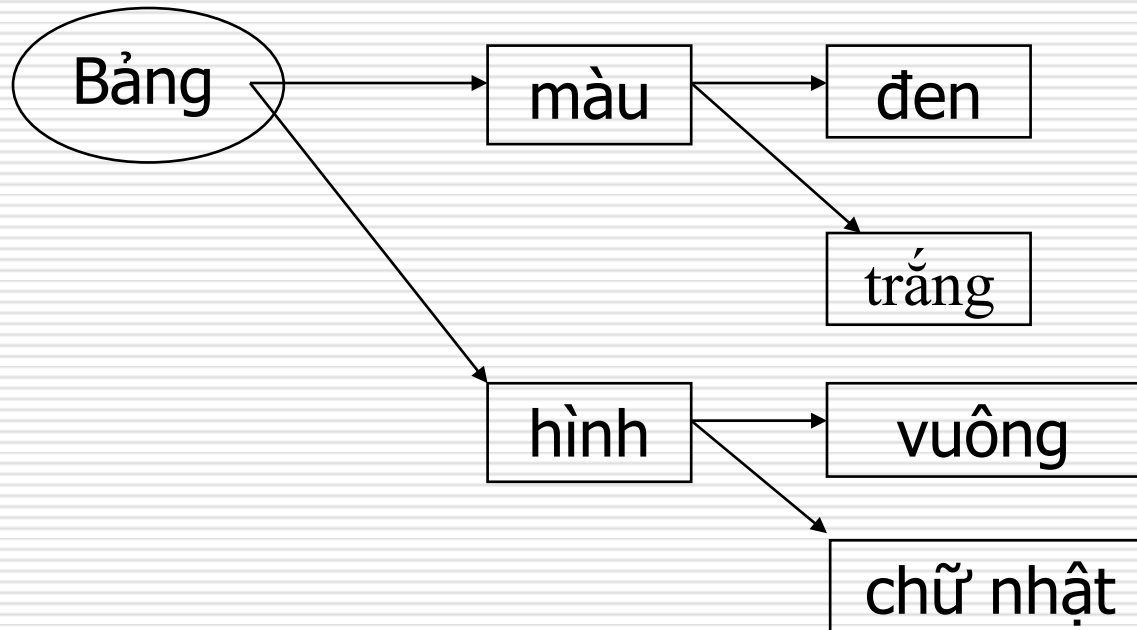 Bảng
màu
đen
trắng
hình
vuông
chữ nhật